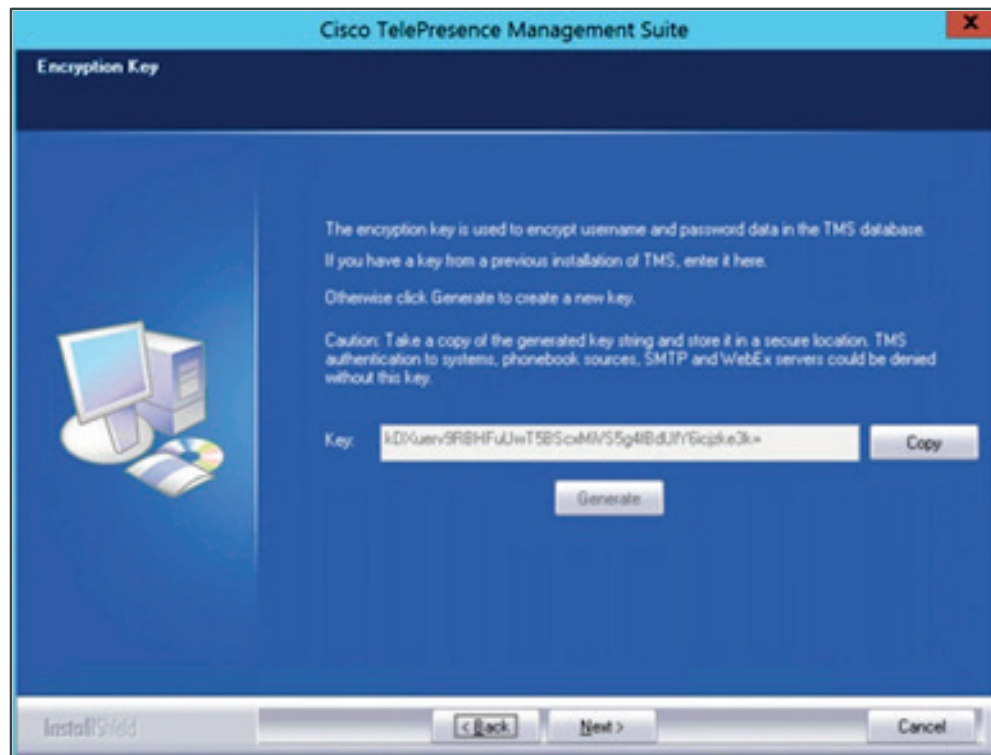 Cisco TelePresence Management Suite
X
Encryption Key
The encryption key is used to encrypt username and password data in the TMS database.
If you have a key from a previous installation of TMS, enter it here.
Otherwise click Generate to create a new key.
Caution: Take a copy of the generated key string and store it in a secure location. TMS
authentication to systems, phonebook sources, SMTP and WebEx servers could be denied
without this key.
Key:
Copy
Generate
InstallShield
< Back
Next >
Cancel